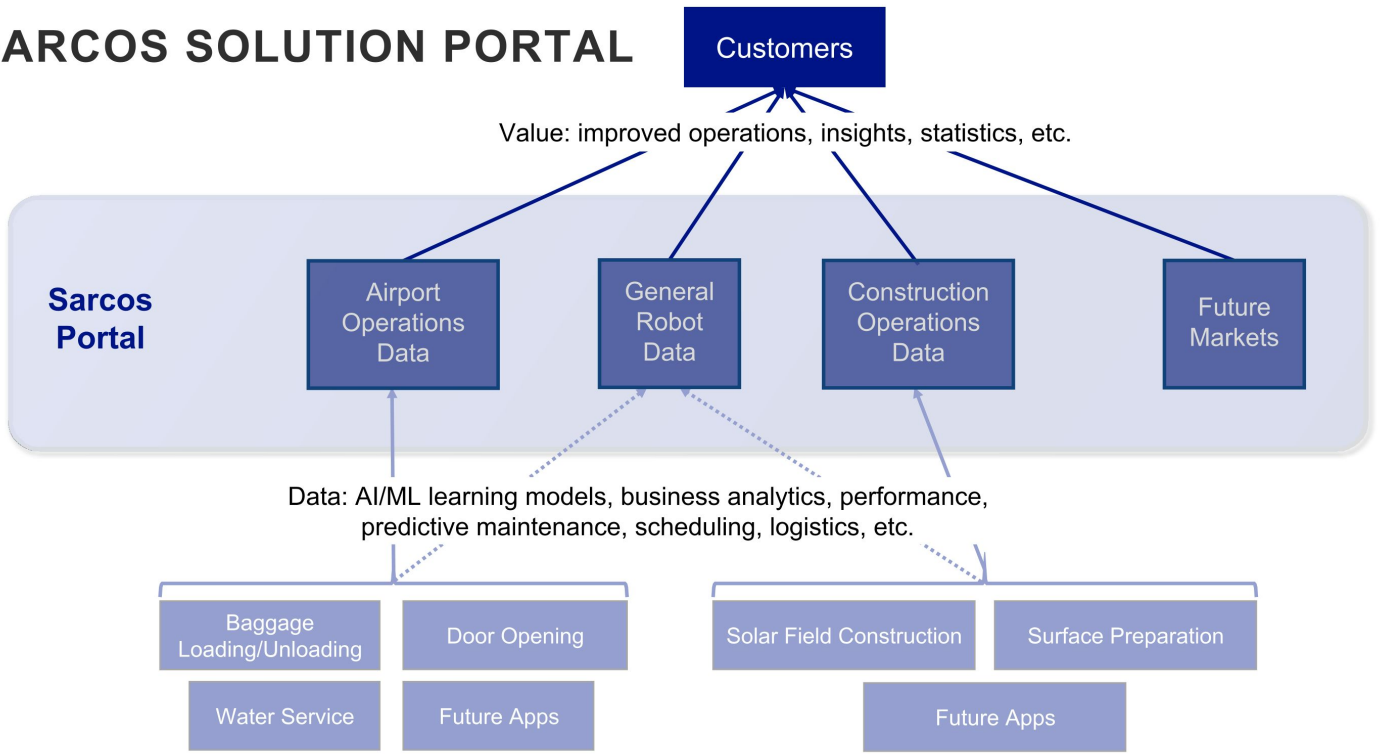 ARCOS SOLUTION PORTAL
Customers
Value: improved operations, insights, statistics, etc.
Sarcos
Portal
Airport
Operations
Data
General
Robot
Data
Construction
Operations
Data
Future
Markets
Data: AI/ML learning models, business analytics, performance,
predictive maintenance, scheduling, logistics, etc.
Baggage
Loading/Unloading
Door Opening
Solar Field Construction
Surface Preparation
Water Service
Future Apps
Future Apps